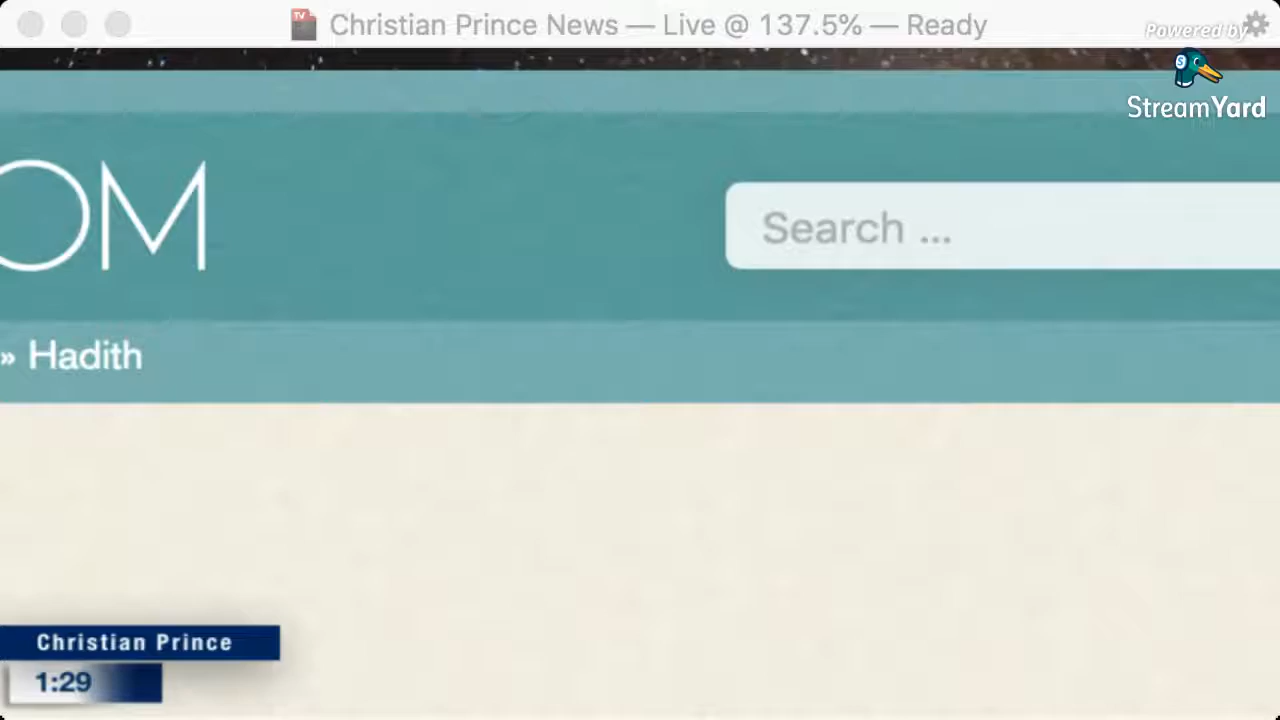 Christian Prince News — Live @ 137.5% — Ready
Powered by
StreamYard
OM
Search ...
» Hadith
Christian Prince
1:29